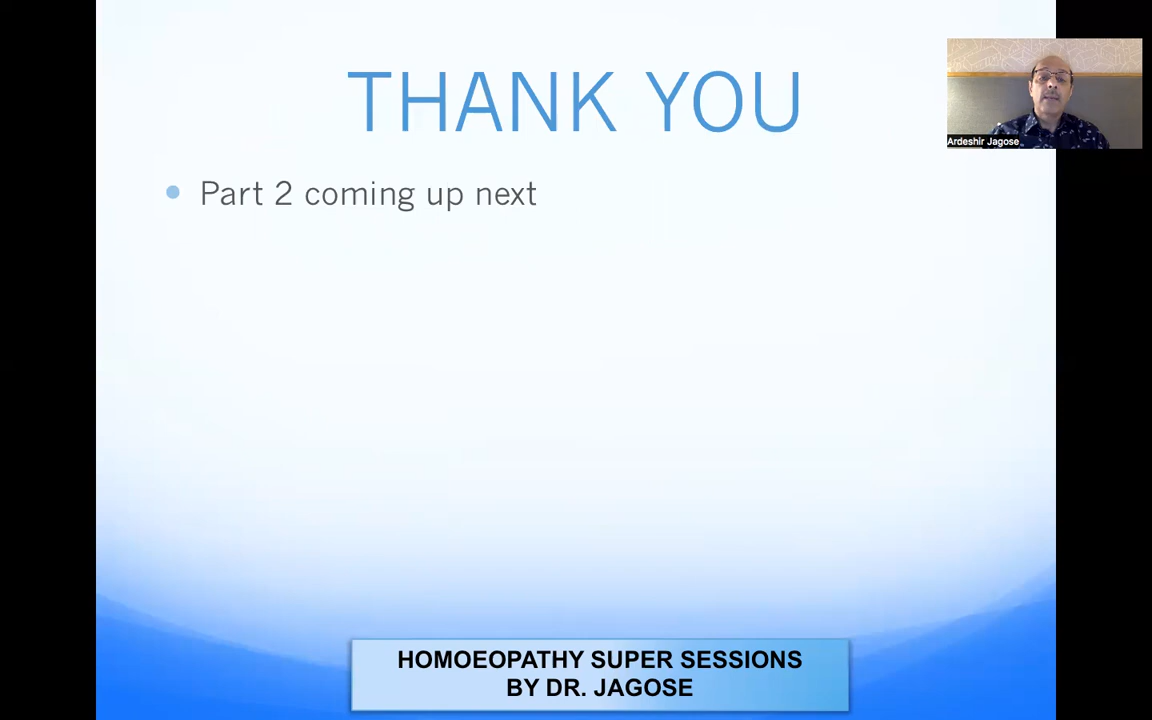 THANK YOU
Part 2 coming up next
Ardeshir Jagose
HOMOEOPATHY SUPER SESSIONS
BY DR. JAGOSE